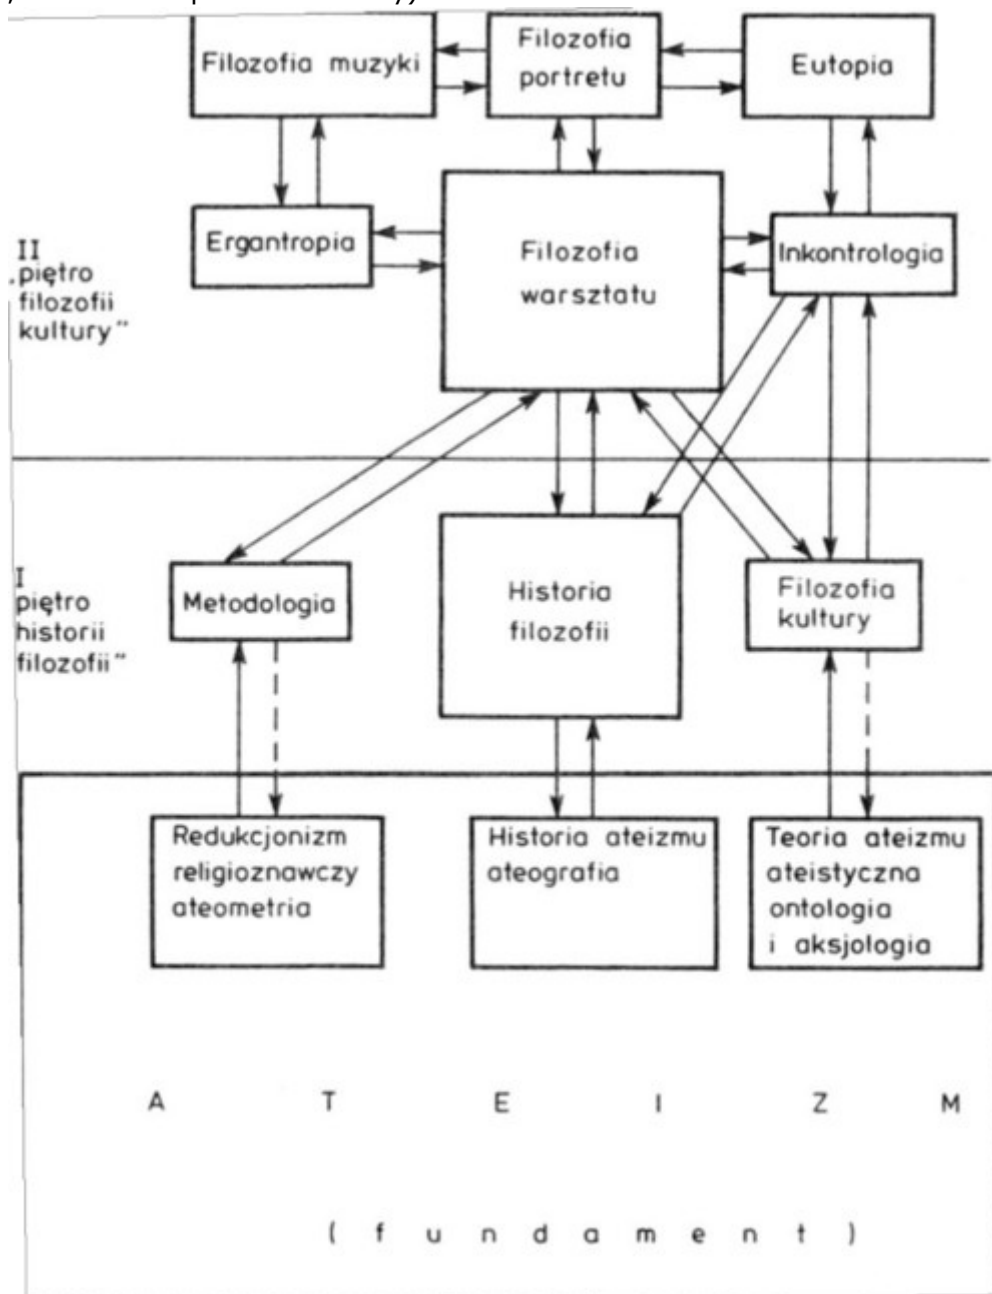 Filozofia muzyki
Filozofia
portretu
Eutopia
Ergantropia
Filozofia
warsztatu
Inkontrologia
II
„piętro
filozofii
kultury”
Metodologia
Historia
filozofii
Filozofia
kultury
I
piętro
historii
filozofii”
Redukcjonizm
religioznawczy
ateometria
Historia ateizmu
ateografia
Teoria ateizmu
ateistyczna
ontologia
i aksjologia
A T E I Z M
( f u n d a m e n t )